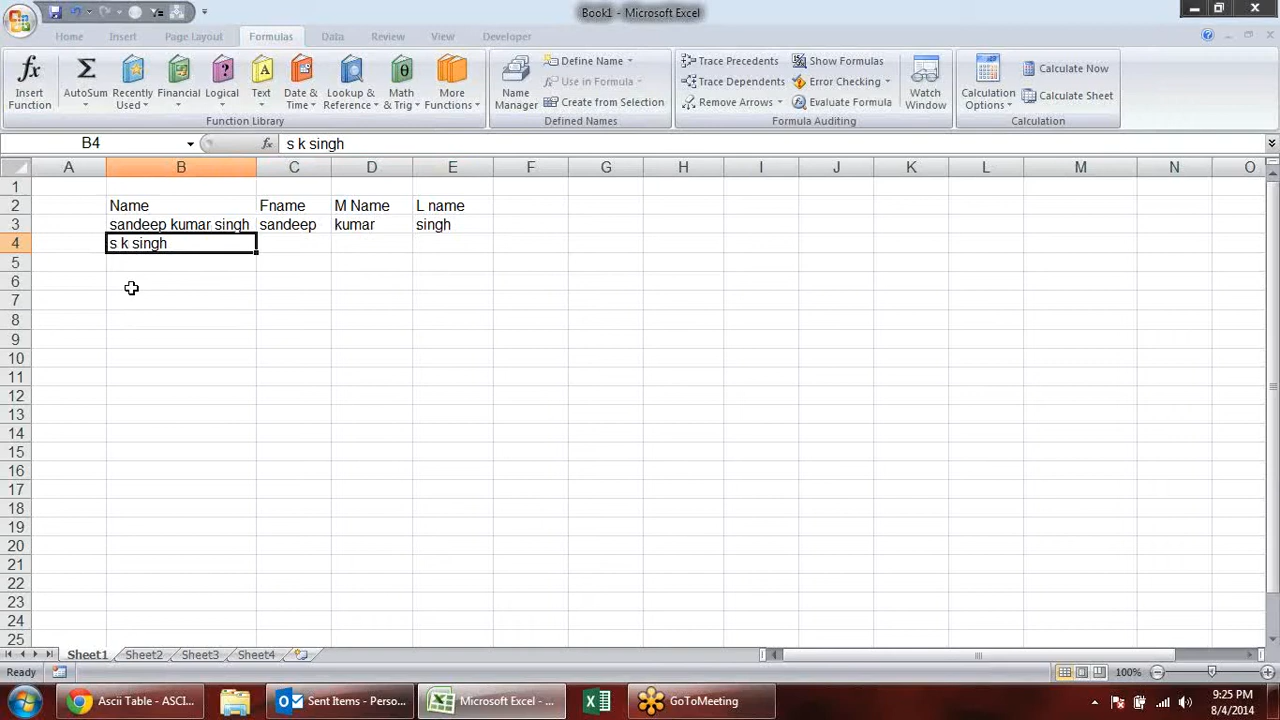 Book1 - Microsoft Excel
Home Insert Page Layout Formulas Data Review View Developer
fx Σ A ? θ
Insert Function
AutoSum
Recently Used
Financial
Logical
Text
Date & Time
Lookup & Reference
Math & Trig
More Functions
Function Library
Name Manager
Define Name
Use in Formula
Create from Selection
Defined Names
Trace Precedents
Trace Dependents
Remove Arrows
Show Formulas
Error Checking
Evaluate Formula
Formula Auditing
Watch Window
Calculation Options
Calculate Now
Calculate Sheet
Calculation
B4 fx s k singh
A B C D E F G H I J K L M N O
1
2 Name Fname M Name L name
3 sandeep kumar singh sandeep kumar singh
4 s k singh
5
6
7
8
9
10
11
12
13
14
15
16
17
18
19
20
21
22
23
24
25
Sheet1 Sheet2 Sheet3 Sheet4
Ready 100%
Ascii Table - ASCI... Sent Items - Perso... Microsoft Excel - ... GoToMeeting
9:25 PM
8/4/2014